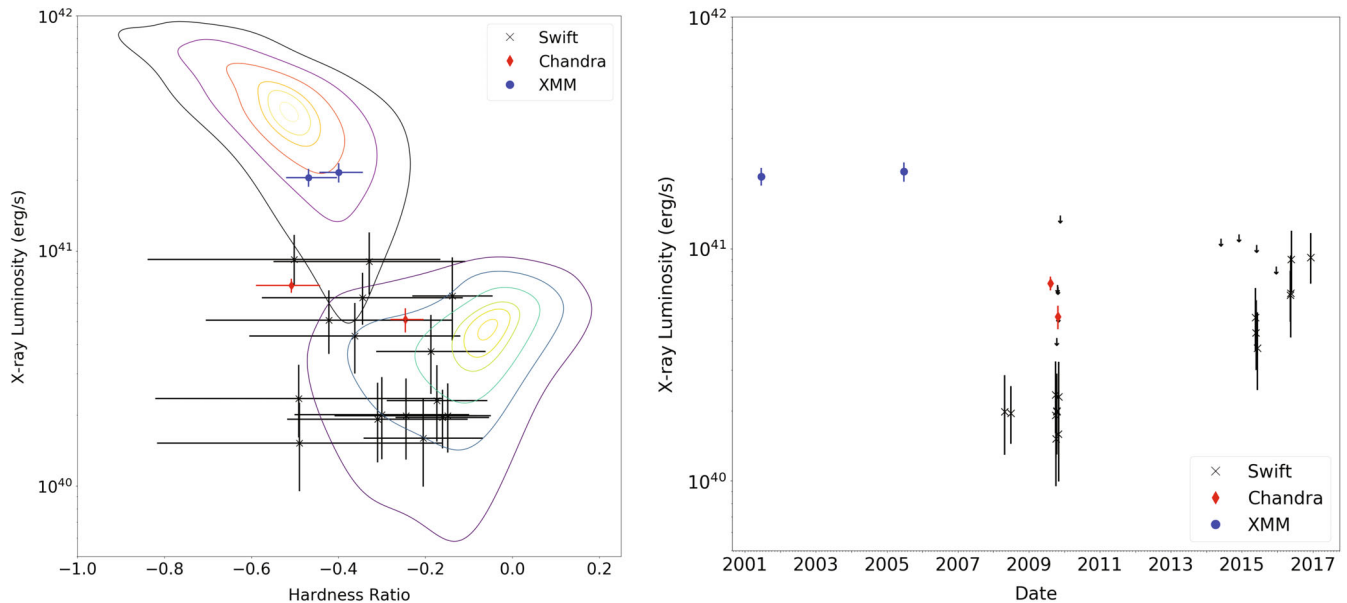 10^42
10^41
10^40
X-ray Luminosity (erg/s)
Swift
Chandra
XMM
−1.0 −0.8 −0.6 −0.4 −0.2 0.0 0.2
Hardness Ratio
10^42
10^41
10^40
X-ray Luminosity (erg/s)
Swift
Chandra
XMM
2001 2003 2005 2007 2009 2011 2013 2015 2017
Date